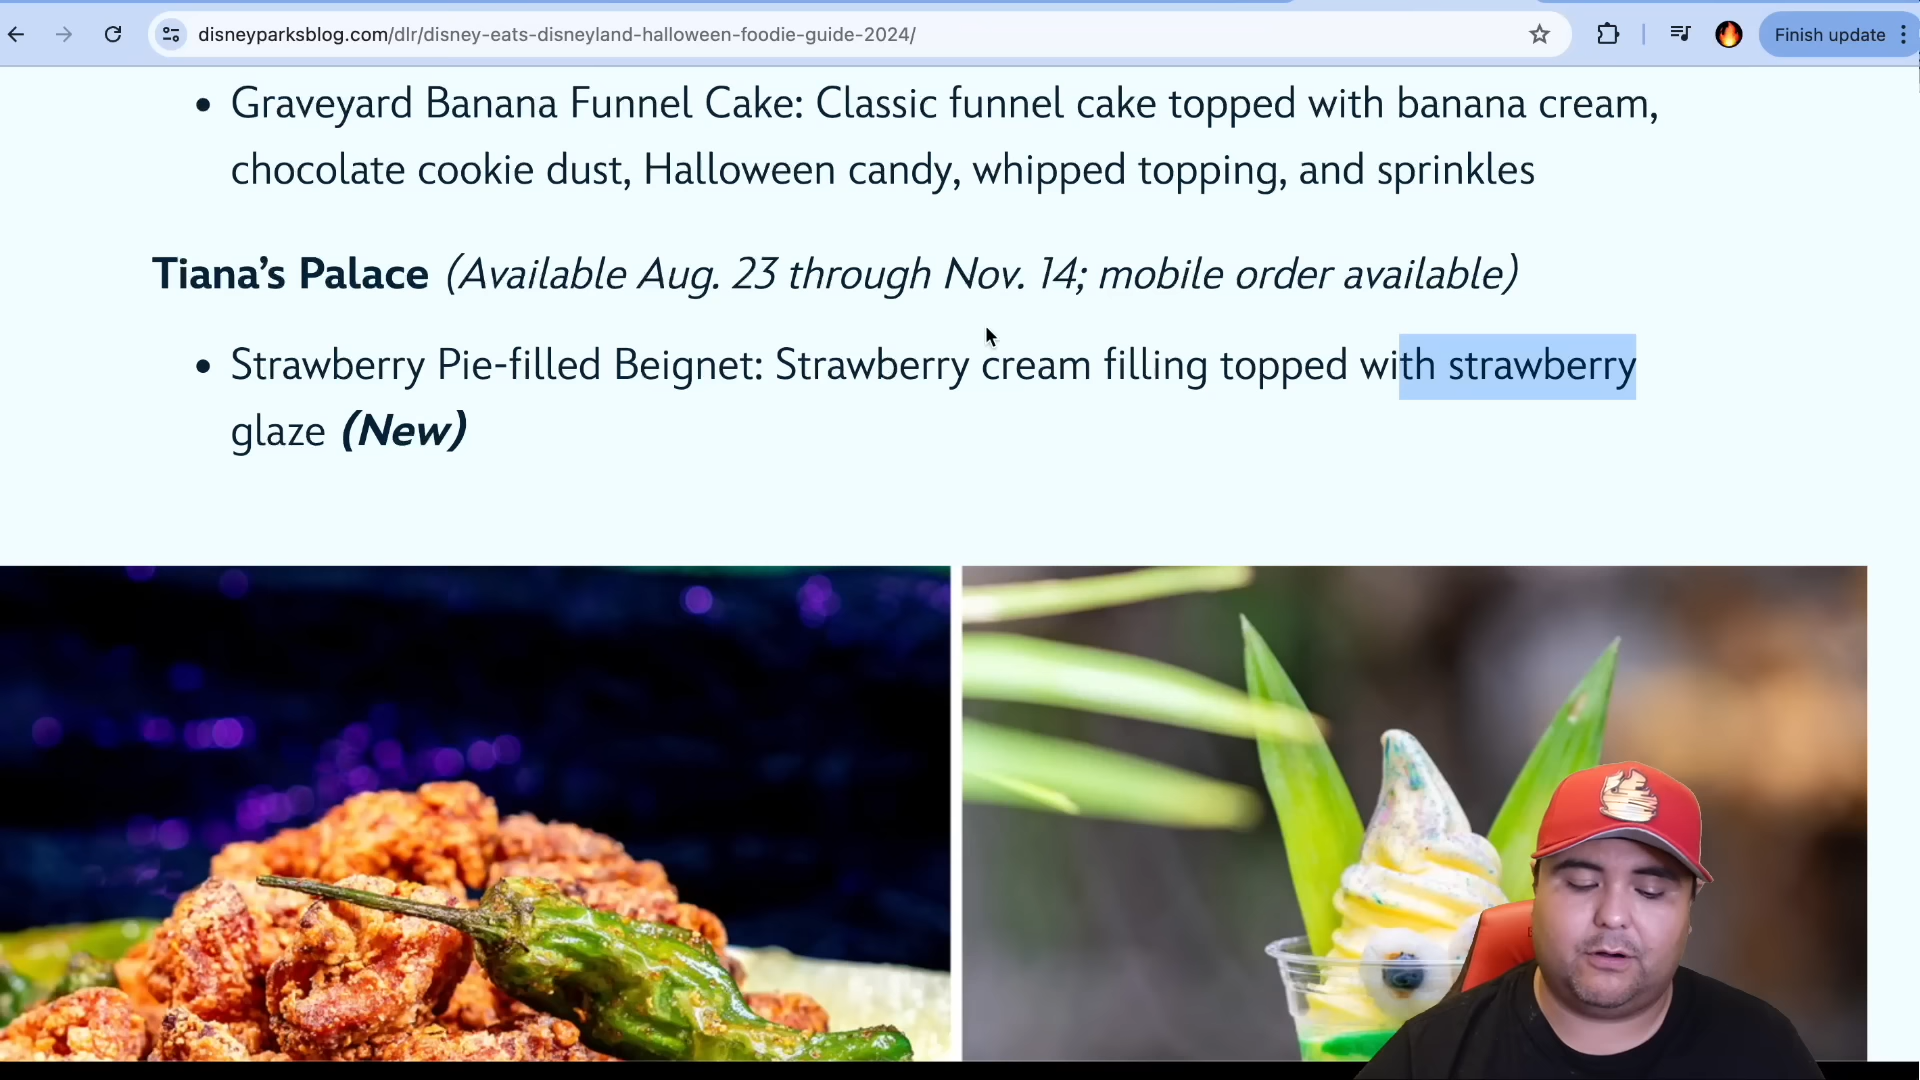 disneyparksblog.com/dlr/disney-eats-disneyland-halloween-foodie-guide-2024/
Finish update
• Graveyard Banana Funnel Cake: Classic funnel cake topped with banana cream,
chocolate cookie dust, Halloween candy, whipped topping, and sprinkles
Tiana’s Palace (Available Aug. 23 through Nov. 14; mobile order available)
• Strawberry Pie-filled Beignet: Strawberry cream filling topped with strawberry
glaze (New)